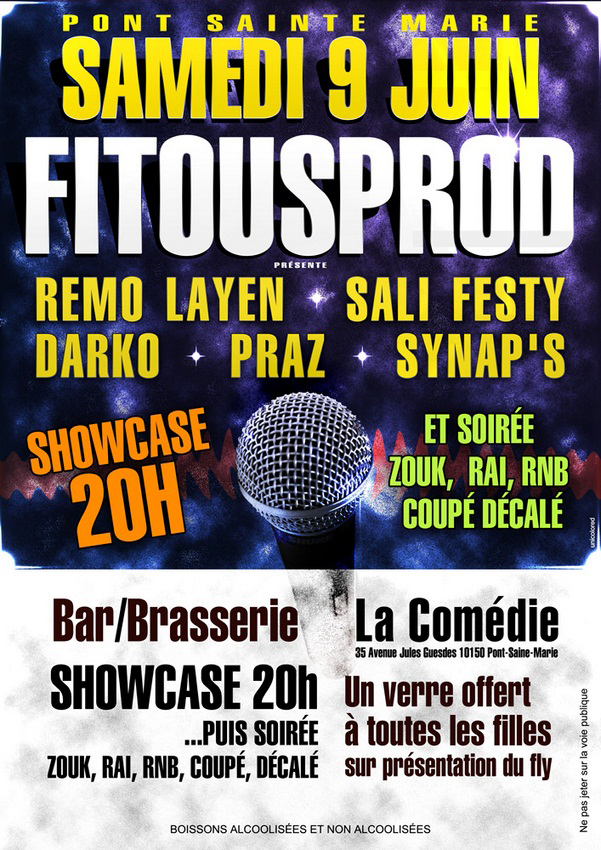 PONT SAINTE MARIE
SAMEDI 9 JUIN
FITOUSPROD
PRÉSENTE
REMO LAYEN SALI FESTY
DARKO PRAZ SYNAP'S
SHOWCASE
20H
ET SOIRÉE
ZOUK, RAI, RNB
COUPÉ DÉCALÉ
unicolored
Bar/Brasserie
La Comédie
35 Avenue Jules Guesdes 10150 Pont-Saine-Marie
SHOWCASE 20h
...PUIS SOIRÉE
ZOUK, RAI, RNB, COUPÉ, DÉCALÉ
Un verre offert
à toutes les filles
sur présentation du fly
Ne pas jeter sur la voie publique
BOISSONS ALCOOLISÉES ET NON ALCOOLISÉES